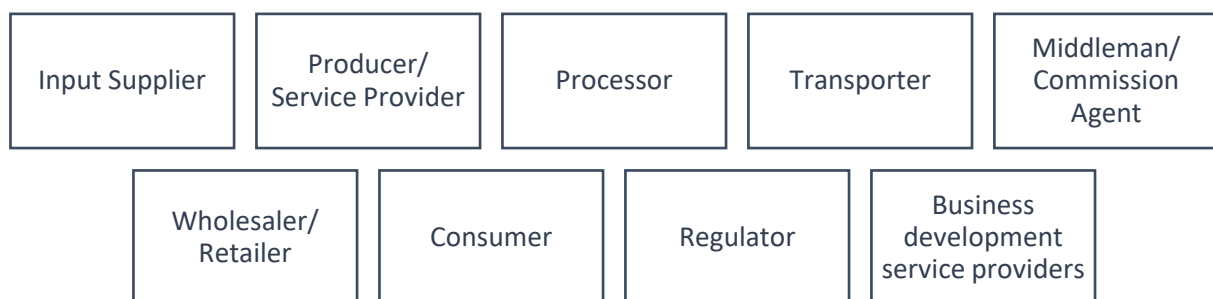 Input Supplier
Producer/
Service Provider
Processor
Transporter
Middleman/
Commission
Agent
Wholesaler/
Retailer
Consumer
Regulator
Business
development
service providers